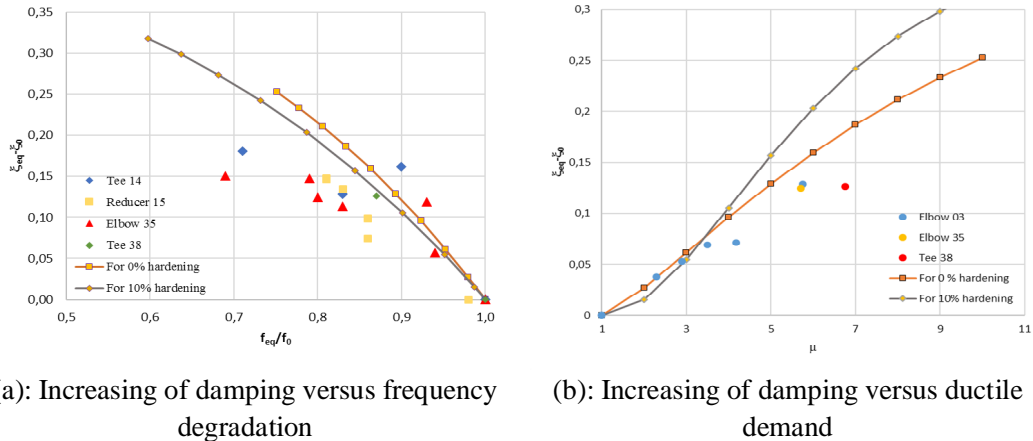 0,35
0,30
0,25
0,20
0,15
0,10
0,05
0,00
ξeq-ξ0
Tee 14
Reducer 15
Elbow 35
Tee 38
For 0% hardening
For 10% hardening
0,5
0,6
0,7
0,8
0,9
1,0
feq/f0
0,3
0,25
0,2
0,15
0,1
0,05
0
ξeq-ξ0
Elbow 03
Elbow 35
Tee 38
For 0 % hardening
For 10% hardening
1
3
5
7
9
11
μ
a): Increasing of damping versus frequency
degradation
(b): Increasing of damping versus ductile
demand